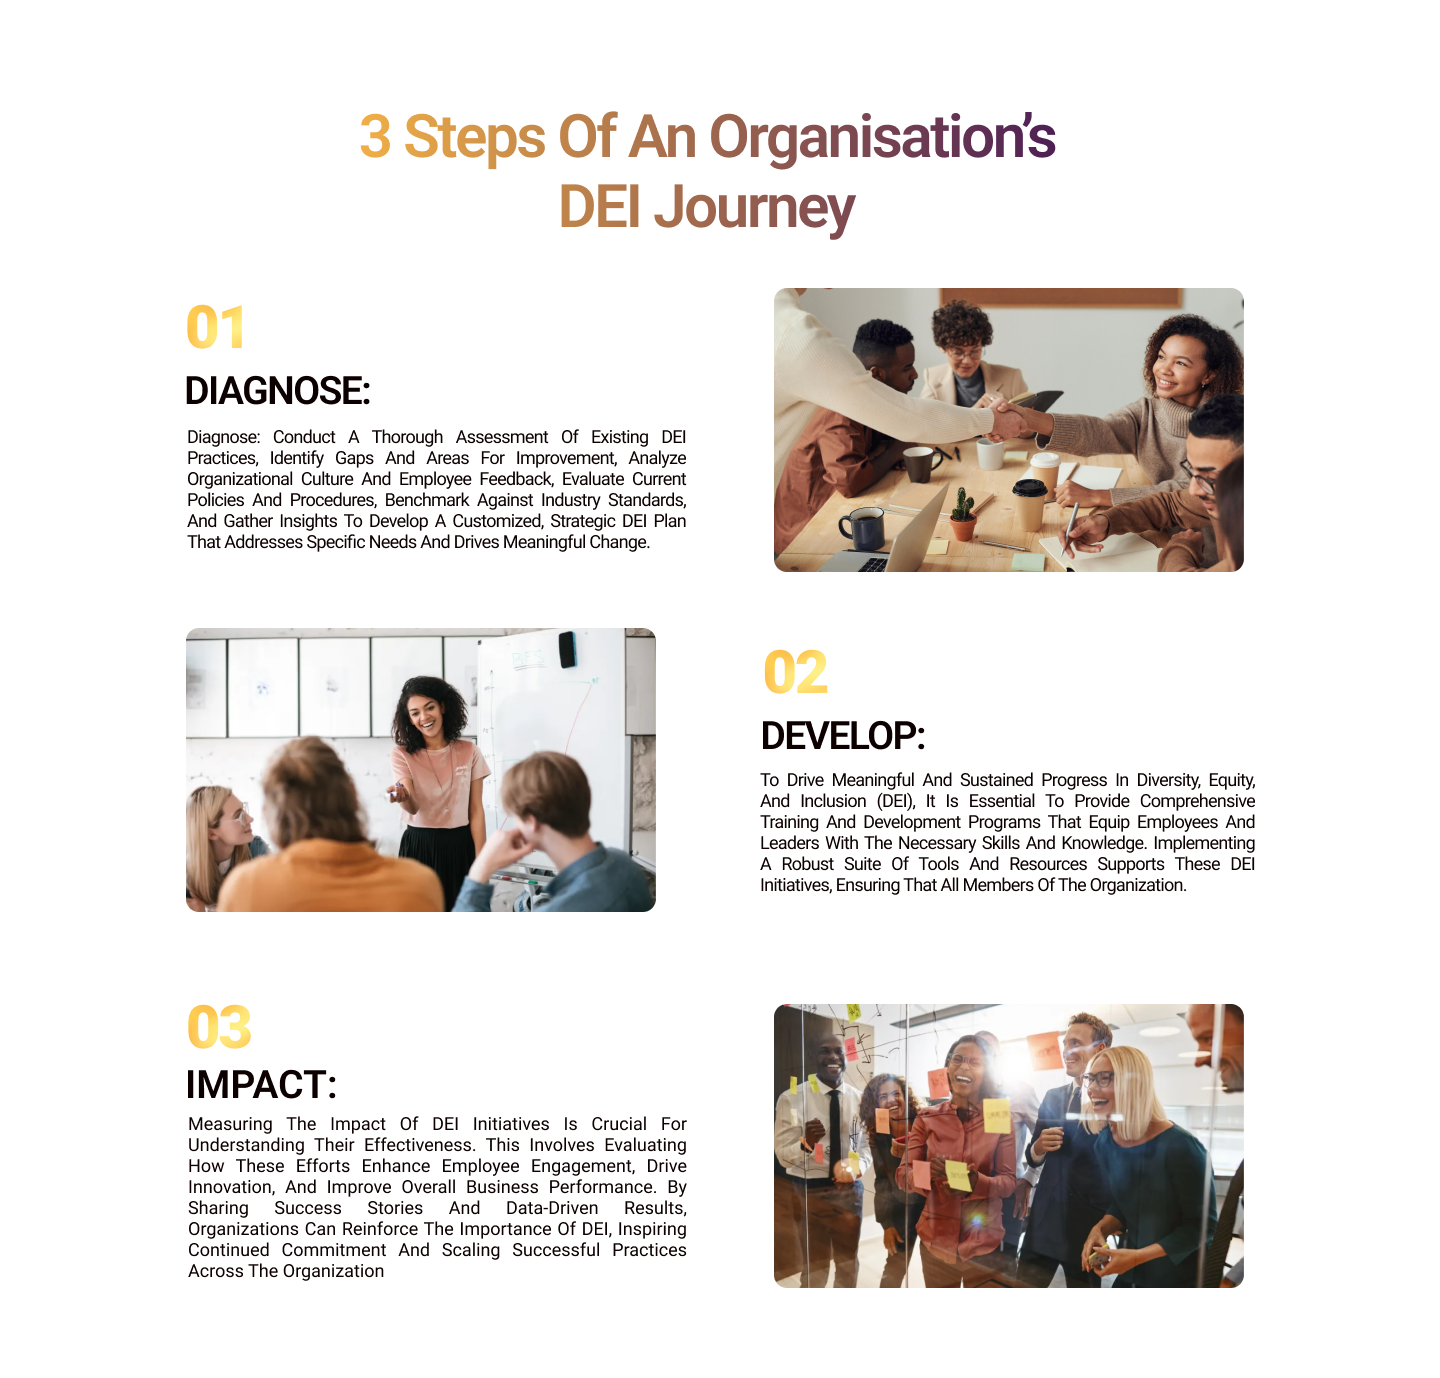 3 Steps Of An Organisation’s
DEI Journey
01
DIAGNOSE:
Diagnose: Conduct A Thorough Assessment Of Existing DEI
Practices, Identify Gaps And Areas For Improvement, Analyze
Organizational Culture And Employee Feedback, Evaluate Current
Policies And Procedures, Benchmark Against Industry Standards,
And Gather Insights To Develop A Customized, Strategic DEI Plan
That Addresses Specific Needs And Drives Meaningful Change.
02
DEVELOP:
To Drive Meaningful And Sustained Progress In Diversity, Equity,
And Inclusion (DEI), It Is Essential To Provide Comprehensive
Training And Development Programs That Equip Employees And
Leaders With The Necessary Skills And Knowledge. Implementing
A Robust Suite Of Tools And Resources Supports These DEI
Initiatives, Ensuring That All Members Of The Organization.
03
IMPACT:
Measuring The Impact Of DEI Initiatives Is Crucial For
Understanding Their Effectiveness. This Involves Evaluating
How These Efforts Enhance Employee Engagement, Drive
Innovation, And Improve Overall Business Performance. By
Sharing Success Stories And Data-Driven Results,
Organizations Can Reinforce The Importance Of DEI, Inspiring
Continued Commitment And Scaling Successful Practices
Across The Organization